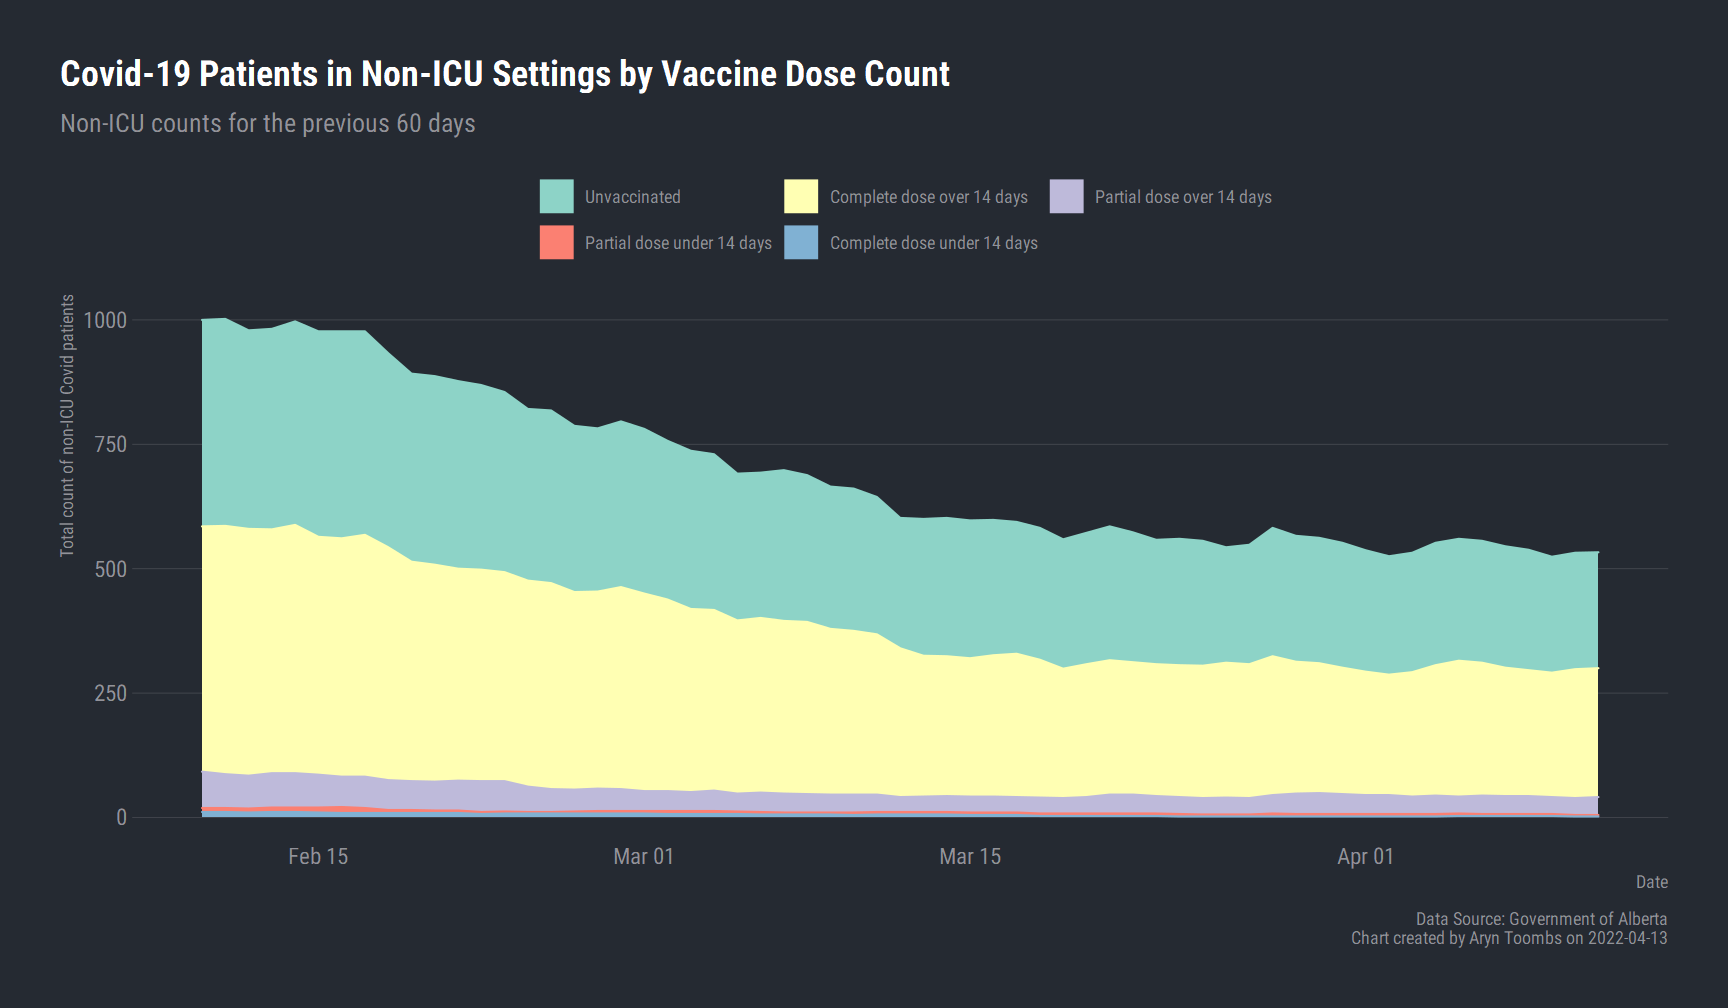 Covid-19 Patients in Non-ICU Settings by Vaccine Dose Count
Non-ICU counts for the previous 60 days
Unvaccinated
Complete dose over 14 days
Partial dose over 14 days
Partial dose under 14 days
Complete dose under 14 days
Total count of non-ICU Covid patients
1000
750
500
250
0
Feb 15
Mar 01
Mar 15
Apr 01
Date
Data Source: Government of Alberta
Chart created by Aryn Toombs on 2022-04-13